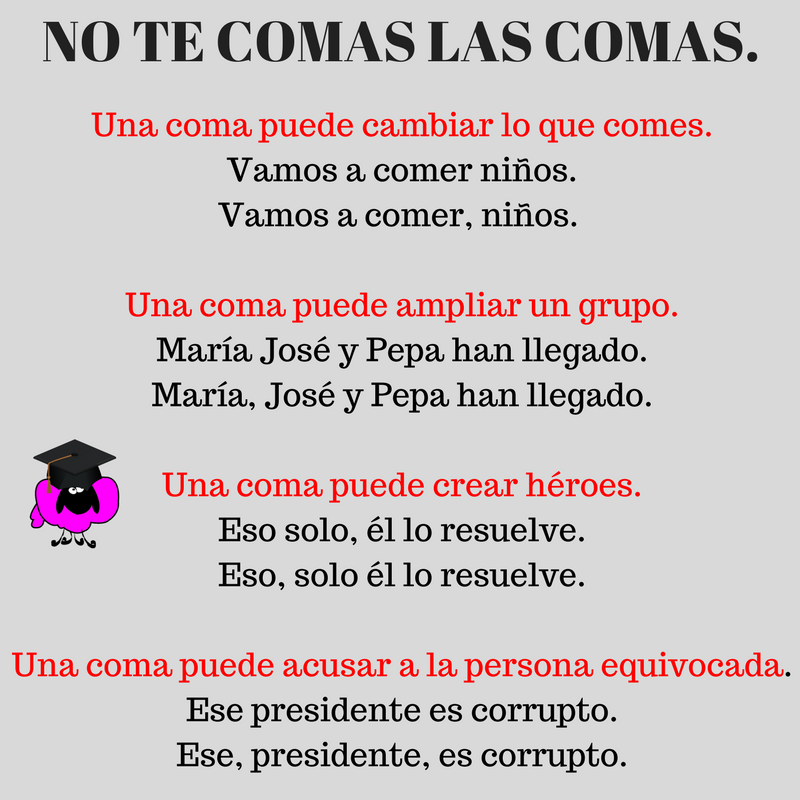 NO TE COMAS LAS COMAS.
Una coma puede cambiar lo que comes.
Vamos a comer niños.
Vamos a comer, niños.
Una coma puede ampliar un grupo.
María José y Pepa han llegado.
María, José y Pepa han llegado.
Una coma puede crear héroes.
Eso solo, él lo resuelve.
Eso, solo él lo resuelve.
Una coma puede acusar a la persona equivocada.
Ese presidente es corrupto.
Ese, presidente, es corrupto.